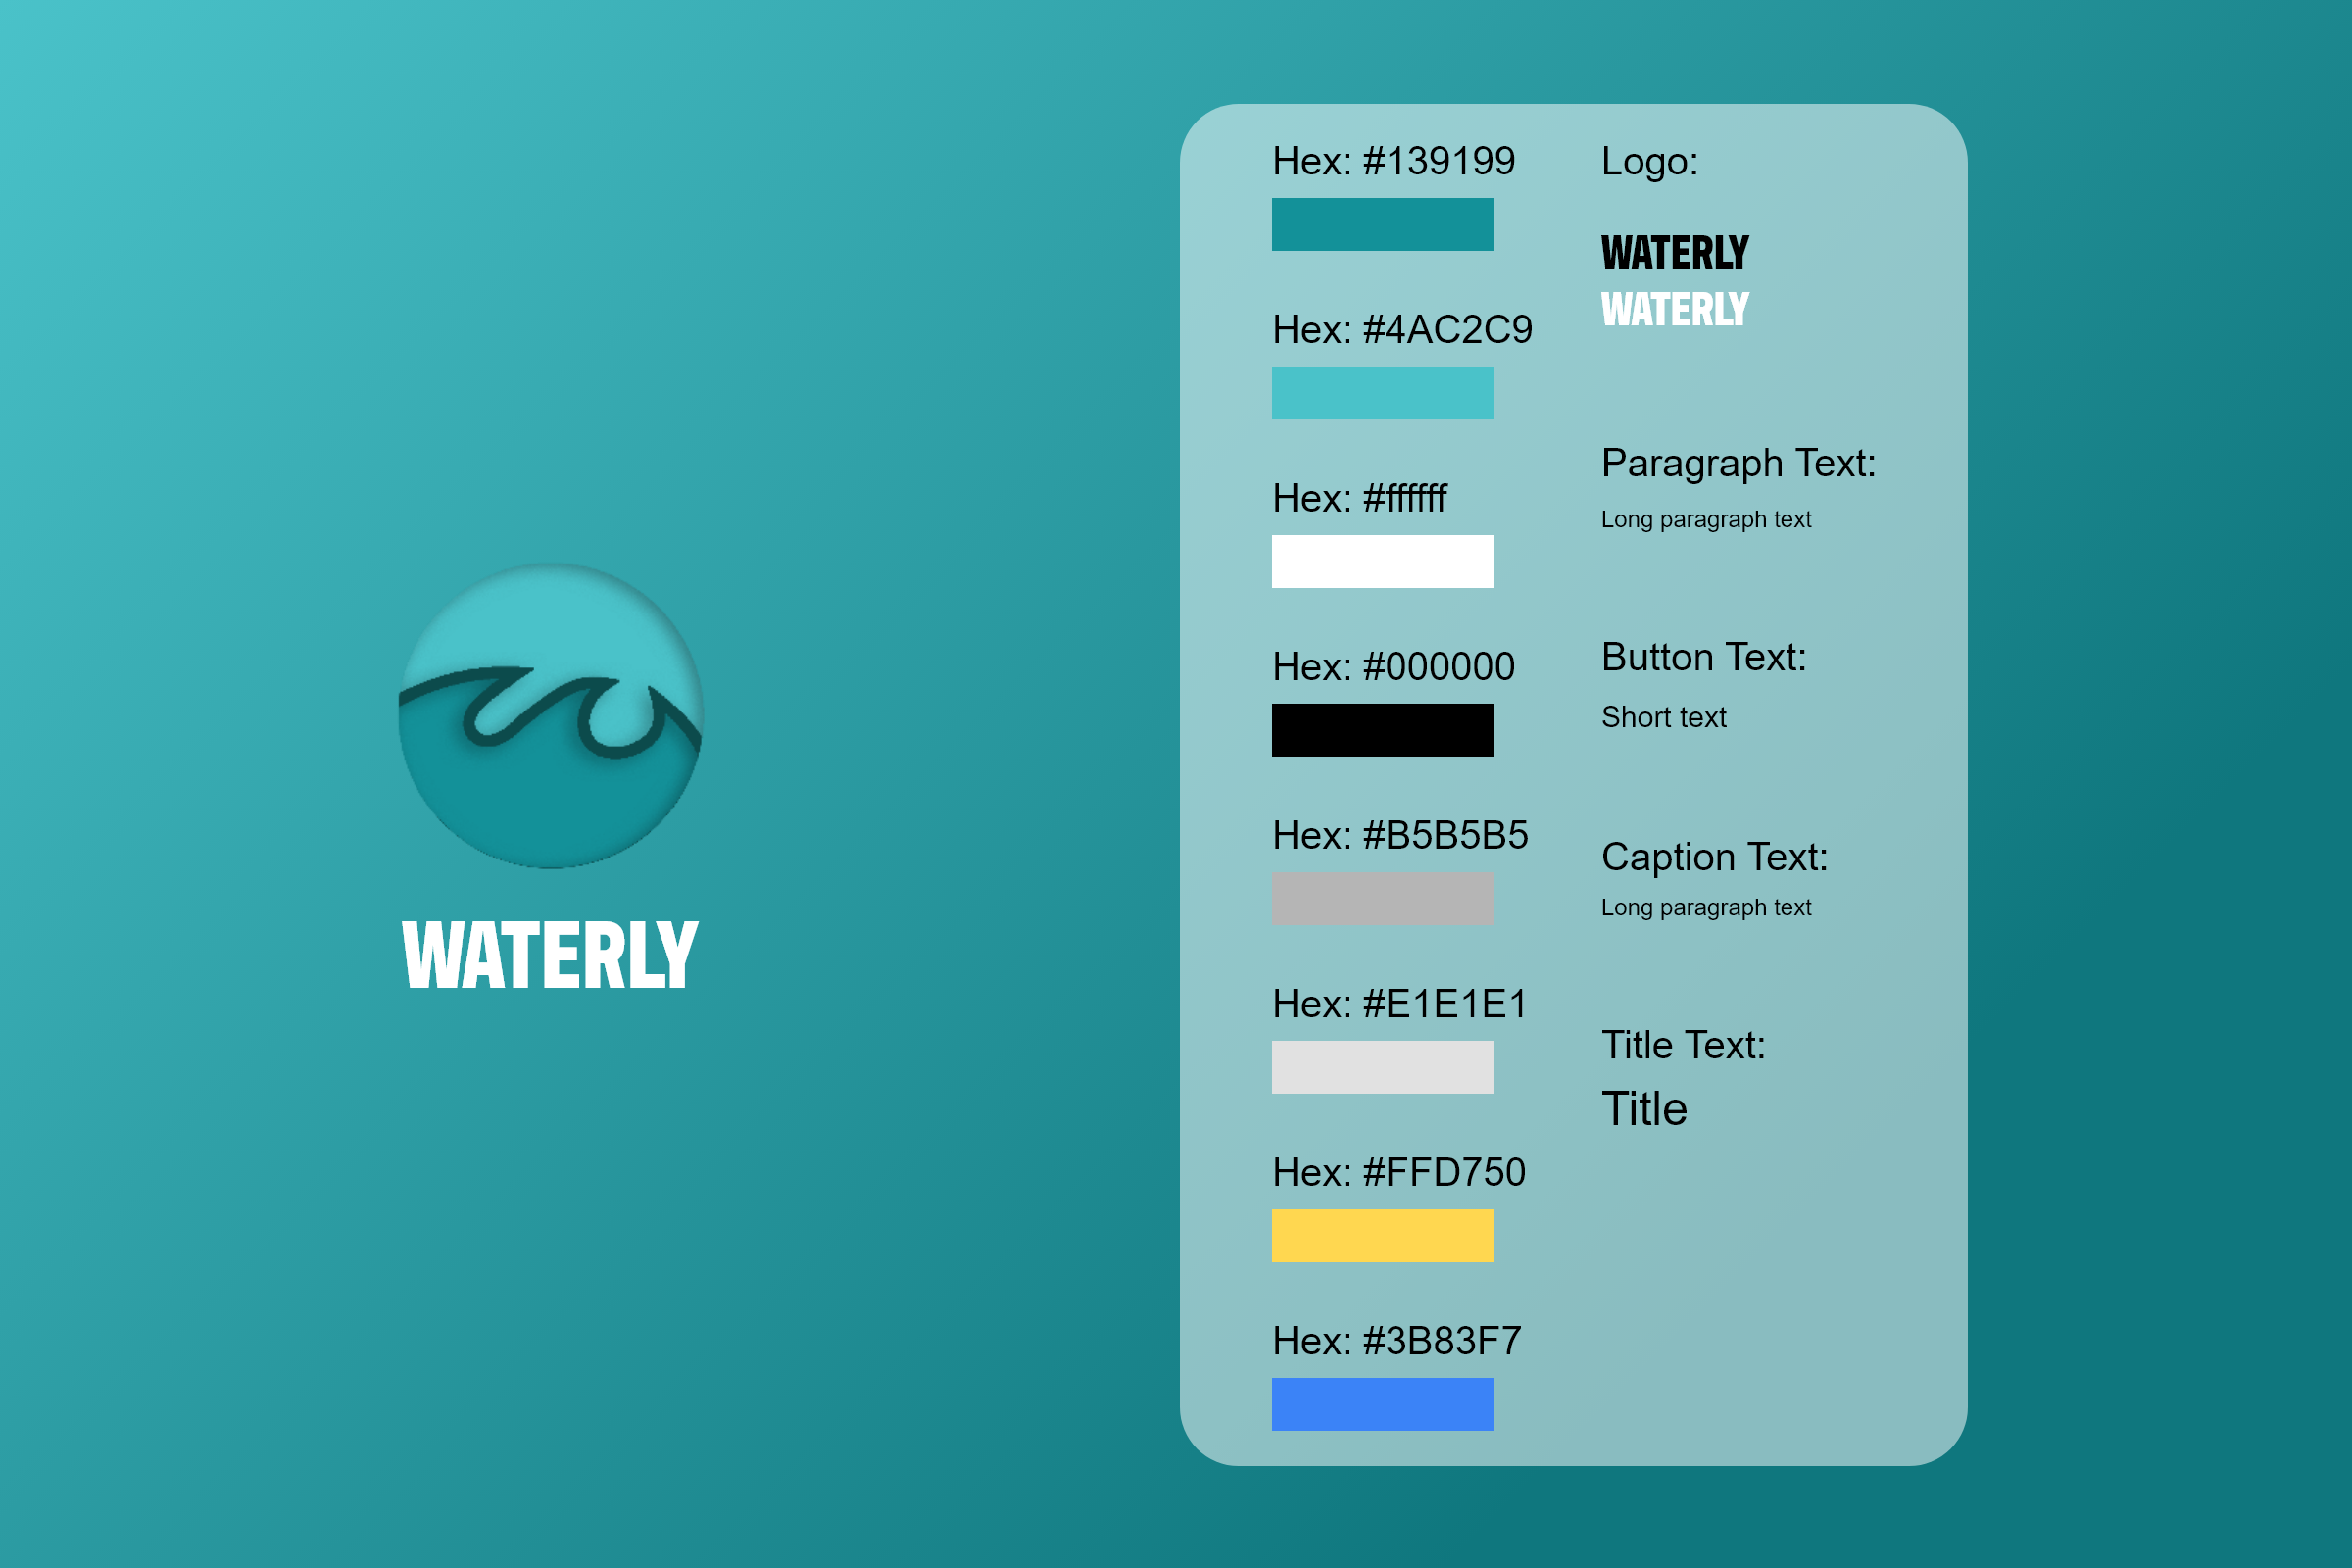 WATERLY
Hex: #139199
Hex: #4AC2C9
Hex: #ffffff
Hex: #000000
Hex: #B5B5B5
Hex: #E1E1E1
Hex: #FFD750
Hex: #3B83F7
Logo:
WATERLY
WATERLY
Paragraph Text:
Long paragraph text
Button Text:
Short text
Caption Text:
Long paragraph text
Title Text:
Title